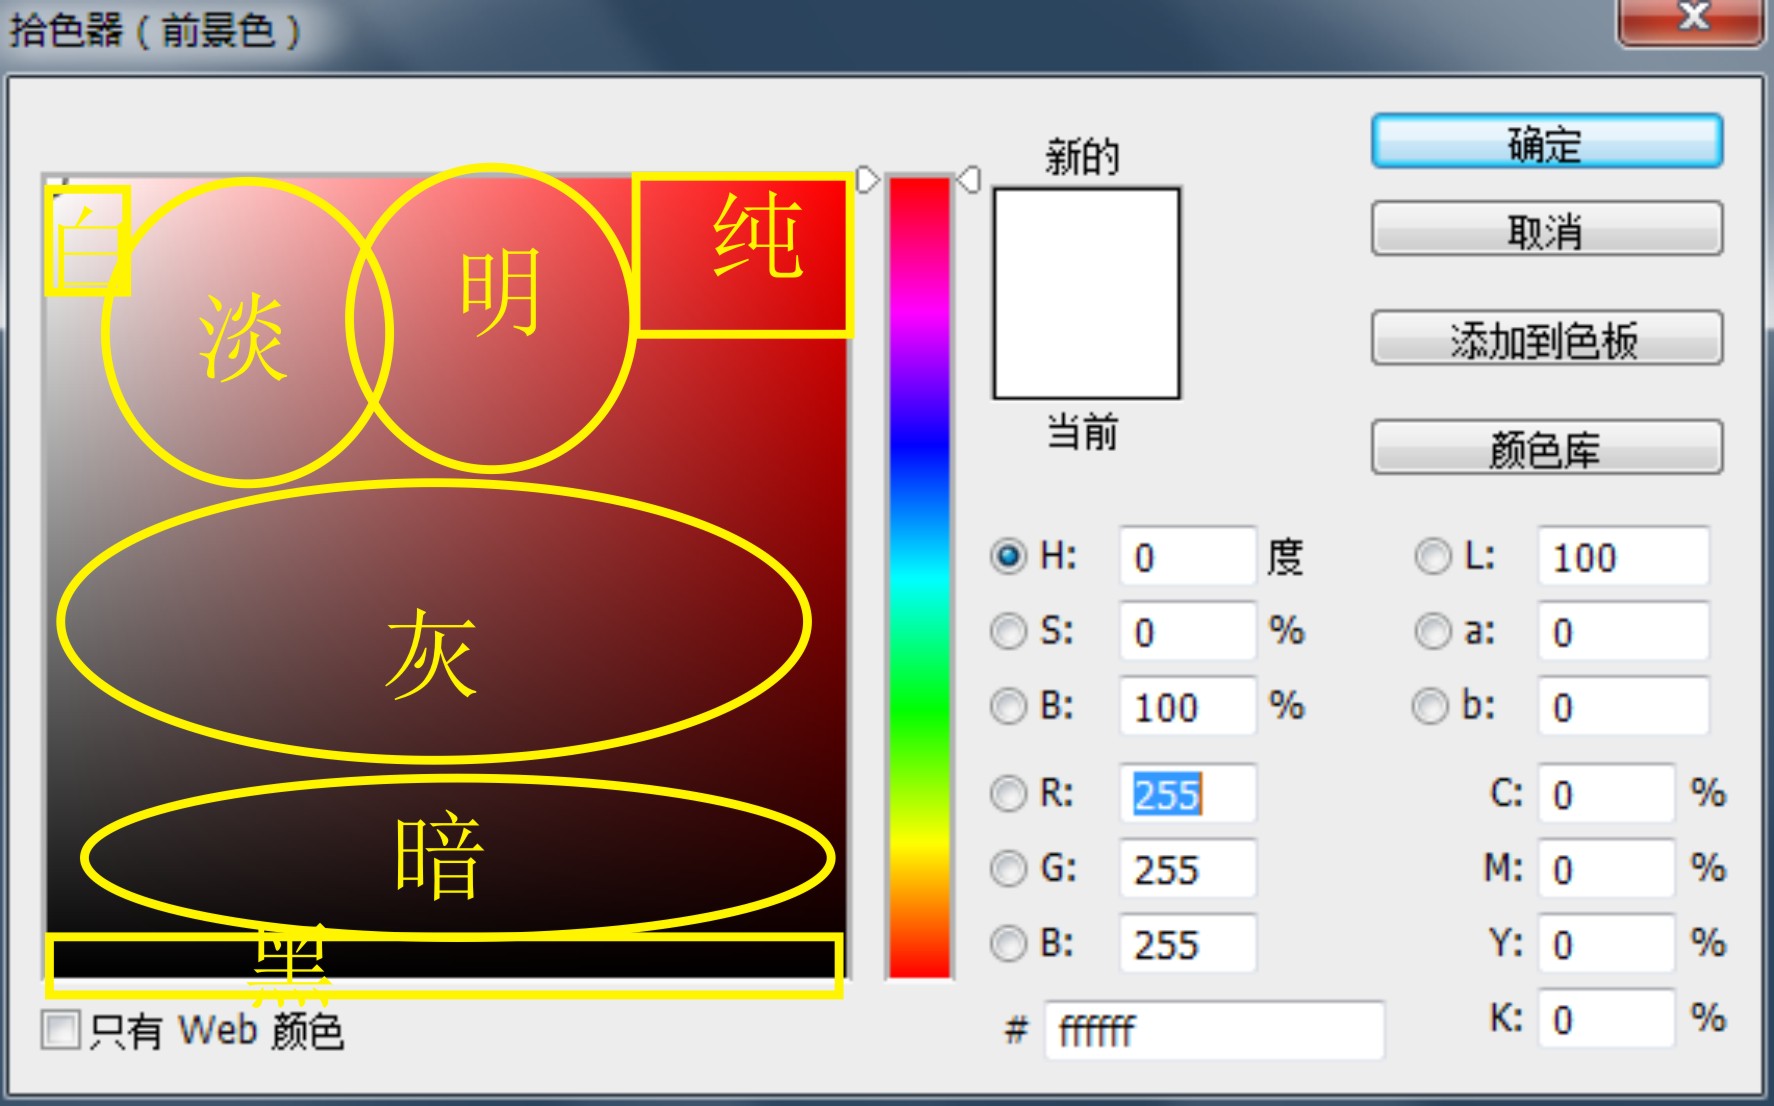 拾色器（前景色）
新的
当前
确定
取消
添加到色板
颜色库
白
淡
明
纯
灰
暗
黑
H: 0 度
S: 0 %
B: 100 %
R: 255
G: 255
B: 255
# ffffff
L: 100
a: 0
b: 0
C: 0 %
M: 0 %
Y: 0 %
K: 0 %
只有 Web 颜色